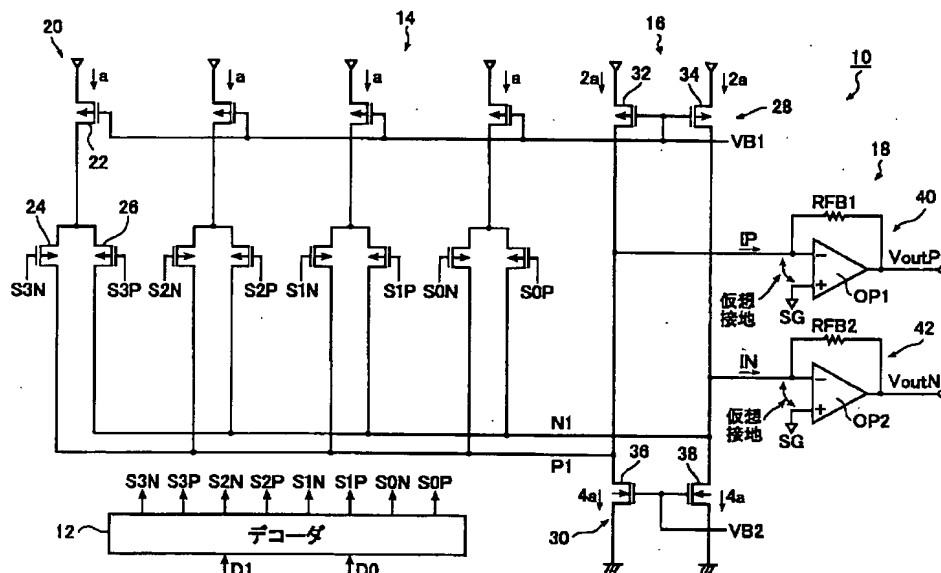 20
14
16
10
a
a
a
a
2a
32
34
2a
28
22
VB1
18
24
26
RFB1
40
IP
VoutP
S3N
S3P
S2N
S2P
S1N
S1P
S0N
S0P
仮想
接地
SG
OP1
RFB2
42
IN
VoutN
仮想
接地
SG
OP2
N1
P1
36
38
4a
4a
30
VB2
S3N S3P S2N S2P S1N S1P S0N S0P
12
デコーダ
D1
D0